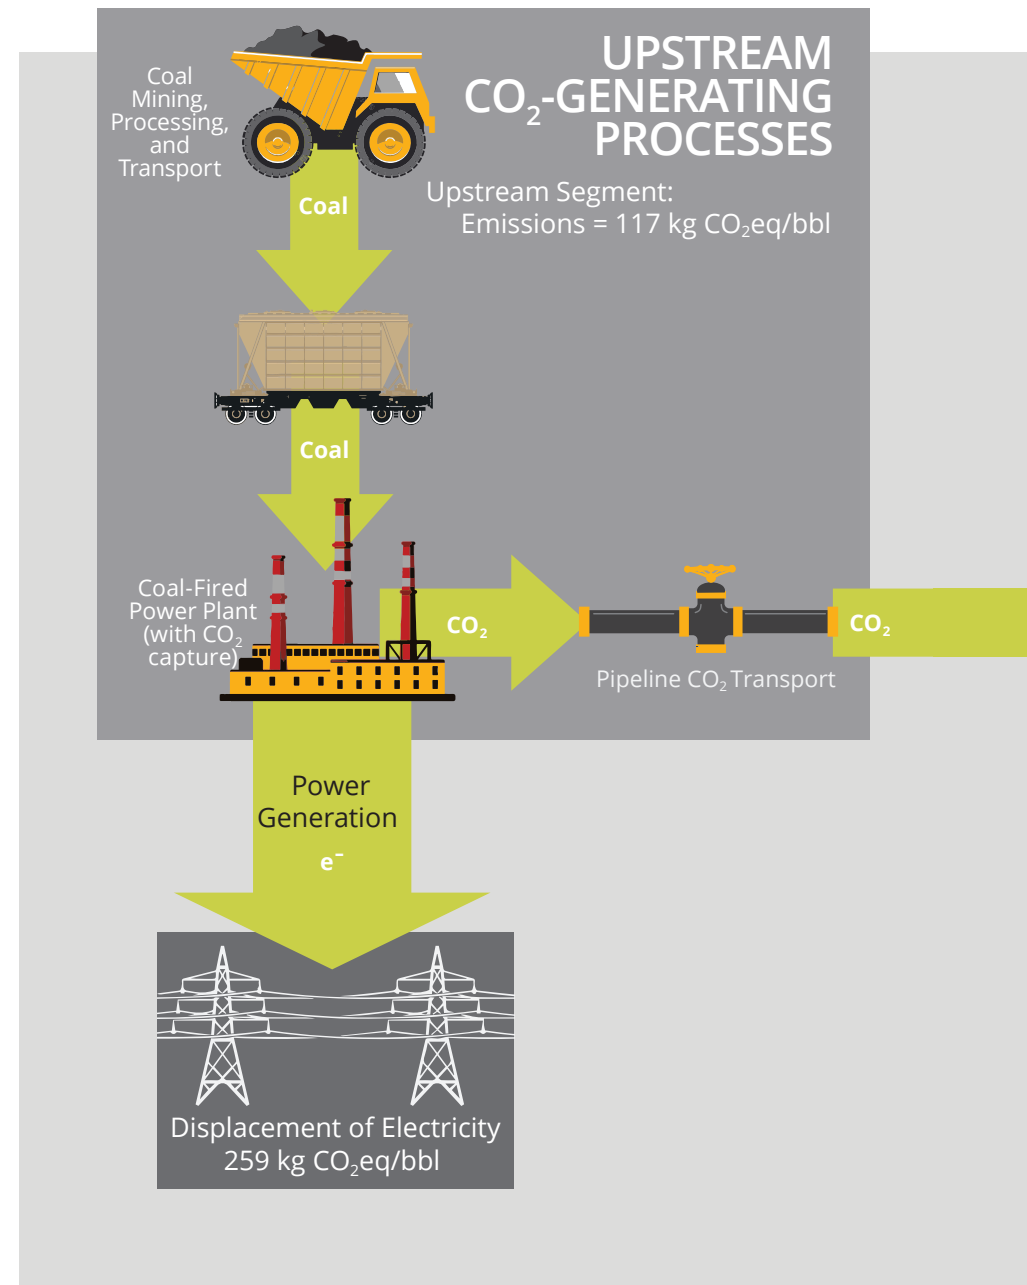 UPSTREAM
CO₂-GENERATING
PROCESSES
Upstream Segment:
Emissions = 117 kg CO₂eq/bbl
Coal
Mining,
Processing,
and
Transport
Coal
Coal
Coal-Fired
Power Plant
(with CO₂
capture)
CO₂
Pipeline CO₂ Transport
CO₂
Power
Generation
e⁻
Displacement of Electricity
259 kg CO₂eq/bbl